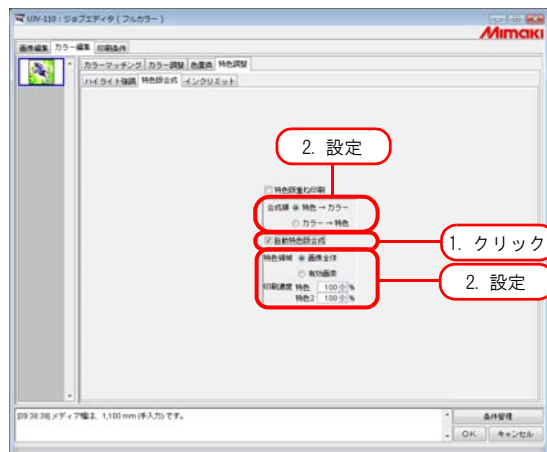 UJV-110 : ジョブエディタ ( フルカラー )
Mimaki
画像編集 カラー編集 印刷条件
カラーマッチング カラー調整 色置換 特色調整
ハイライト強調 特色版合成 インクリミット
2. 設定
特色版重ね印刷
合成順 特色 → カラー
カラー → 特色
自動特色版合成
1. クリック
特色領域 画像全体
有効画素
2. 設定
印刷濃度 特色 100 %
特色2 100 %
[09:38:39] メディア幅は、1,100 mm (手入力) です。
条件管理
OK キャンセル